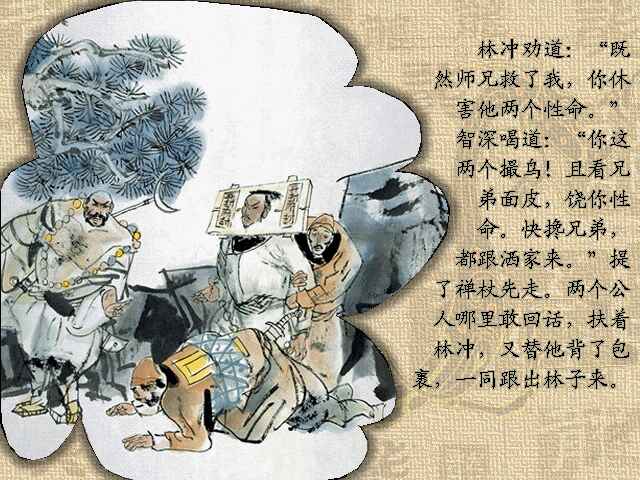 林冲劝道：“既
然师兄救了我，你休
害他两个性命。”
智深喝道：“你这
两个撮鸟！且看兄
弟面皮，饶你性
命。快搀兄弟，
都跟洒家来。”提
了禅杖先走。两个公
人哪里敢回话，扶着
林冲，又替他背了包
裹，一同跟出林子来。